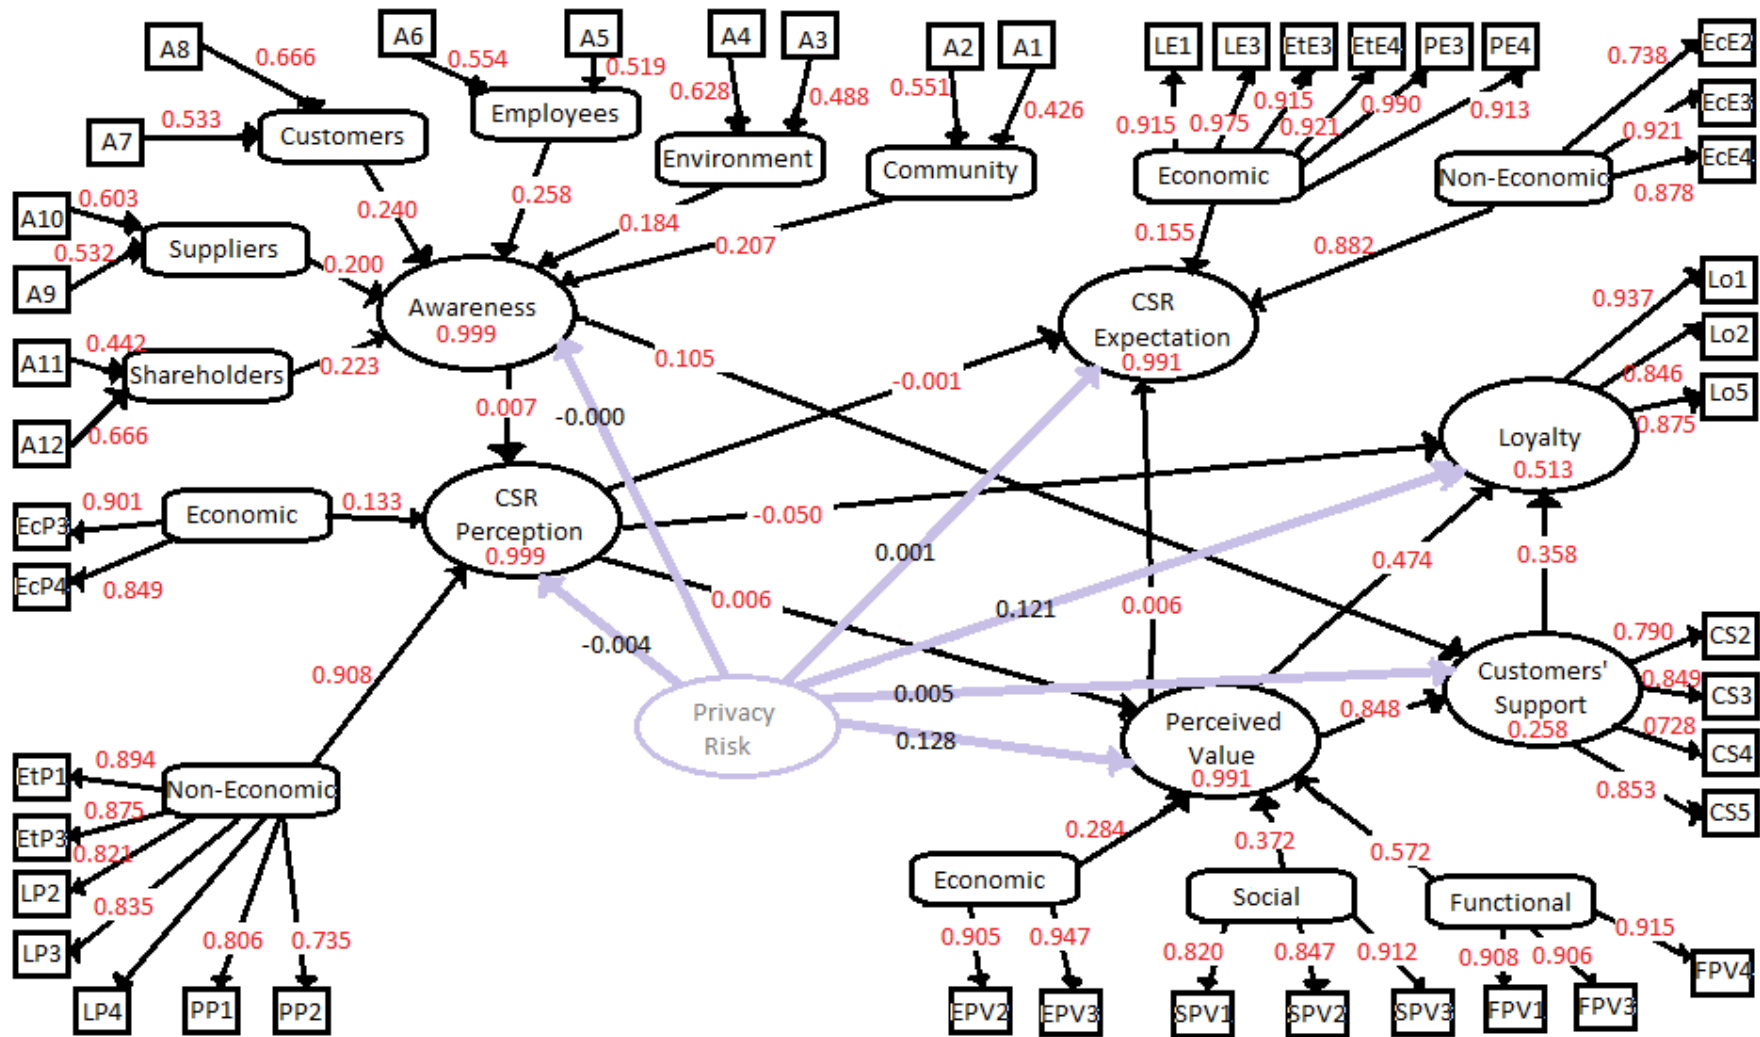 A8
0.666
A6
0.554
A5
0.519
A4
0.628
A3
0.488
A2
0.551
A1
0.426
LE1
LE3
EtE3
EtE4
PE3
PE4
0.915
0.975
0.915
0.921
0.990
0.913
EcE2
0.738
EcE3
0.921
EcE4
0.878
A7
0.533
Customers
Employees
Environment
Community
Economic
Non-Economic
A10
0.603
A9
0.532
Suppliers
0.240
0.258
0.184
0.207
0.200
0.155
0.882
Awareness
0.999
CSR
Expectation
0.991
Lo1
0.937
Lo2
0.846
Lo5
0.875
A11
0.442
A12
0.666
Shareholders
0.223
0.105
-0.001
-0.000
0.007
Loyalty
0.513
EcP3
0.901
EcP4
0.849
Economic
0.133
CSR
Perception
0.999
-0.050
0.001
0.474
0.358
0.006
0.121
0.006
-0.004
0.908
Privacy
Risk
0.005
0.128
Perceived
Value
0.991
0.848
Customers'
Support
0.258
0.790
CS2
0.849
CS3
0728
CS4
0.853
CS5
EtP1
0.894
Non-Economic
EtP3
0.875
LP2
0.821
LP3
0.835
LP4
0.806
PP1
0.735
PP2
0.284
0.372
0.572
Economic
Social
Functional
0.905
0.947
0.820
0.847
0.912
0.908
0.906
0.915
EPV2
EPV3
SPV1
SPV2
SPV3
FPV1
FPV3
FPV4